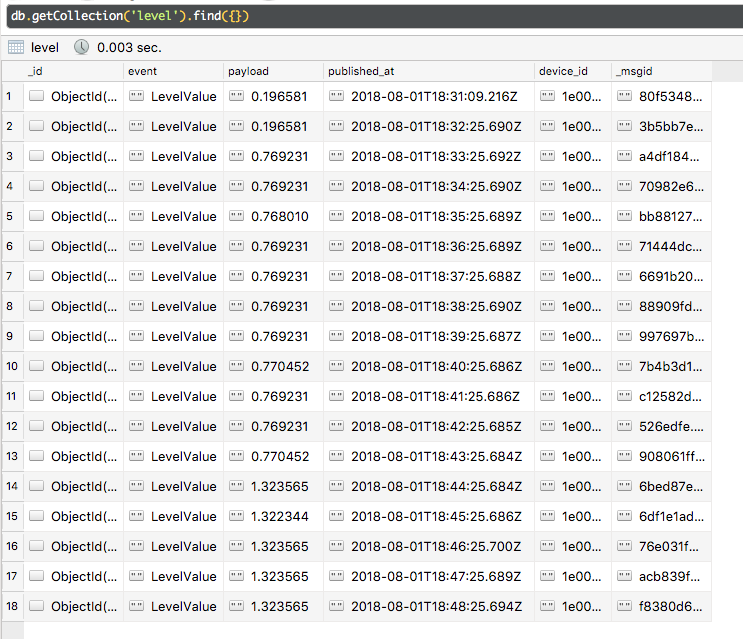 db.getCollection('level').find({})
level 0.003 sec.
_id event payload published_at device_id _msgid
1 ObjectId(... "" LevelValue "" 0.196581 "" 2018-08-01T18:31:09.216Z "" 1e00... "" 80f5348...
2 ObjectId(... "" LevelValue "" 0.196581 "" 2018-08-01T18:32:25.690Z "" 1e00... "" 3b5bb7e...
3 ObjectId(... "" LevelValue "" 0.769231 "" 2018-08-01T18:33:25.692Z "" 1e00... "" a4df184...
4 ObjectId(... "" LevelValue "" 0.769231 "" 2018-08-01T18:34:25.690Z "" 1e00... "" 70982e6...
5 ObjectId(... "" LevelValue "" 0.768010 "" 2018-08-01T18:35:25.689Z "" 1e00... "" bb88127...
6 ObjectId(... "" LevelValue "" 0.769231 "" 2018-08-01T18:36:25.689Z "" 1e00... "" 71444dc...
7 ObjectId(... "" LevelValue "" 0.769231 "" 2018-08-01T18:37:25.688Z "" 1e00... "" 6691b20...
8 ObjectId(... "" LevelValue "" 0.769231 "" 2018-08-01T18:38:25.690Z "" 1e00... "" 88909fd...
9 ObjectId(... "" LevelValue "" 0.769231 "" 2018-08-01T18:39:25.687Z "" 1e00... "" 997697b...
10 ObjectId(... "" LevelValue "" 0.770452 "" 2018-08-01T18:40:25.686Z "" 1e00... "" 7b4b3d1...
11 ObjectId(... "" LevelValue "" 0.769231 "" 2018-08-01T18:41:25.686Z "" 1e00... "" c12582d...
12 ObjectId(... "" LevelValue "" 0.769231 "" 2018-08-01T18:42:25.685Z "" 1e00... "" 526edfe....
13 ObjectId(... "" LevelValue "" 0.770452 "" 2018-08-01T18:43:25.684Z "" 1e00... "" 908061ff...
14 ObjectId(... "" LevelValue "" 1.323565 "" 2018-08-01T18:44:25.684Z "" 1e00... "" 6bed87e...
15 ObjectId(... "" LevelValue "" 1.322344 "" 2018-08-01T18:45:25.686Z "" 1e00... "" 6df1e1ad...
16 ObjectId(... "" LevelValue "" 1.323565 "" 2018-08-01T18:46:25.700Z "" 1e00... "" 76e031f...
17 ObjectId(... "" LevelValue "" 1.323565 "" 2018-08-01T18:47:25.689Z "" 1e00... "" acb839f...
18 ObjectId(... "" LevelValue "" 1.323565 "" 2018-08-01T18:48:25.694Z "" 1e00... "" f8380d6...